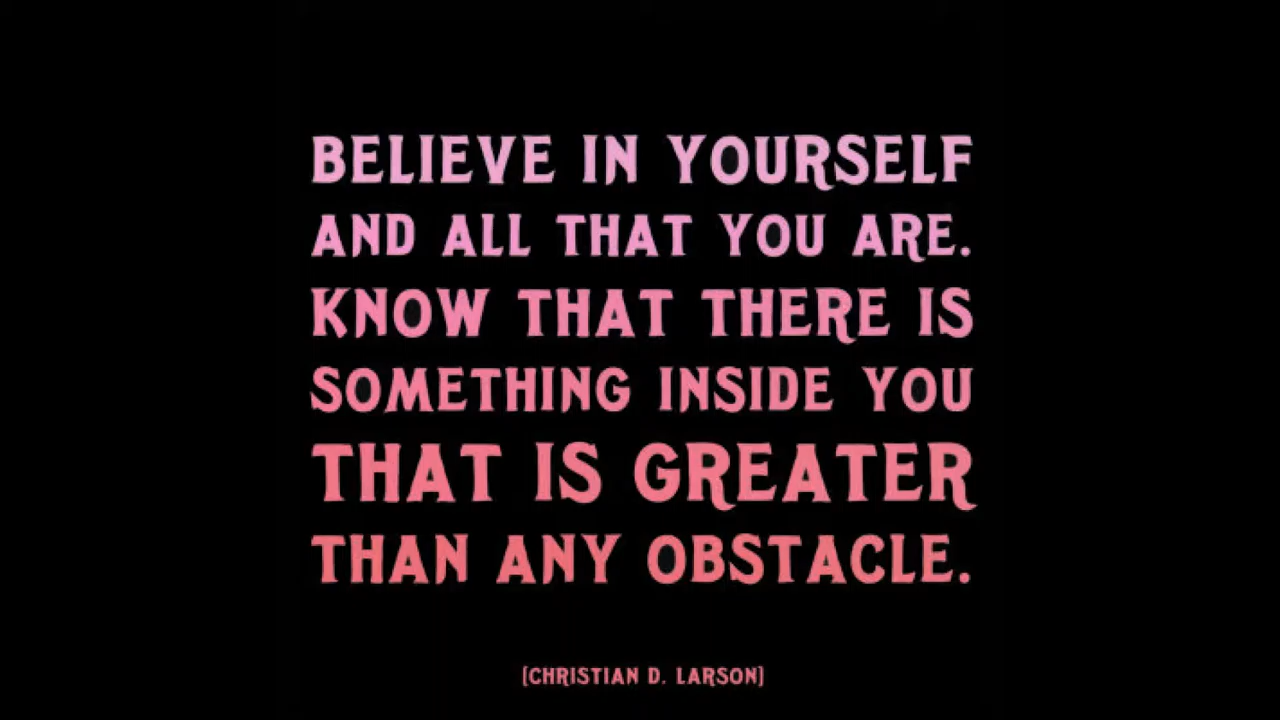 BELIEVE IN YOURSELF
AND ALL THAT YOU ARE.
KNOW THAT THERE IS
SOMETHING INSIDE YOU
THAT IS GREATER
THAN ANY OBSTACLE.
[CHRISTIAN D. LARSON]